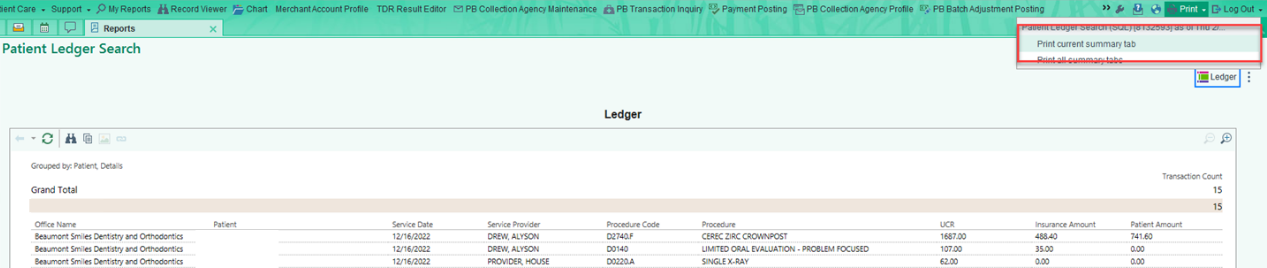 tient Care Support My Reports Record Viewer Chart Merchant Account Profile TDR Result Editor PB Collection Agency Maintenance PB Transaction Inquiry Payment Posting PB Collection Agency Profile PB Batch Adjustment Posting » Print Log Out
Reports ×
Patient Ledger Search
Patient Ledger Search (SQL) [8132593] as of Thu 2/...
Print current summary tab
Print all summary tabs
Ledger
Ledger
Grouped by: Patient, Details
Transaction Count
Grand Total 15
15
Office Name Patient Service Date Service Provider Procedure Code Procedure UCR Insurance Amount Patient Amount
Beaumont Smiles Dentistry and Orthodontics 12/16/2022 DREW, ALYSON D2740.F CEREC ZIRC CROWNPOST 1687.00 488.40 741.60
Beaumont Smiles Dentistry and Orthodontics 12/16/2022 DREW, ALYSON D0140 LIMITED ORAL EVALUATION - PROBLEM FOCUSED 107.00 35.00 0.00
Beaumont Smiles Dentistry and Orthodontics 12/16/2022 PROVIDER, HOUSE D0220.A SINGLE X-RAY 62.00 0.00 0.00